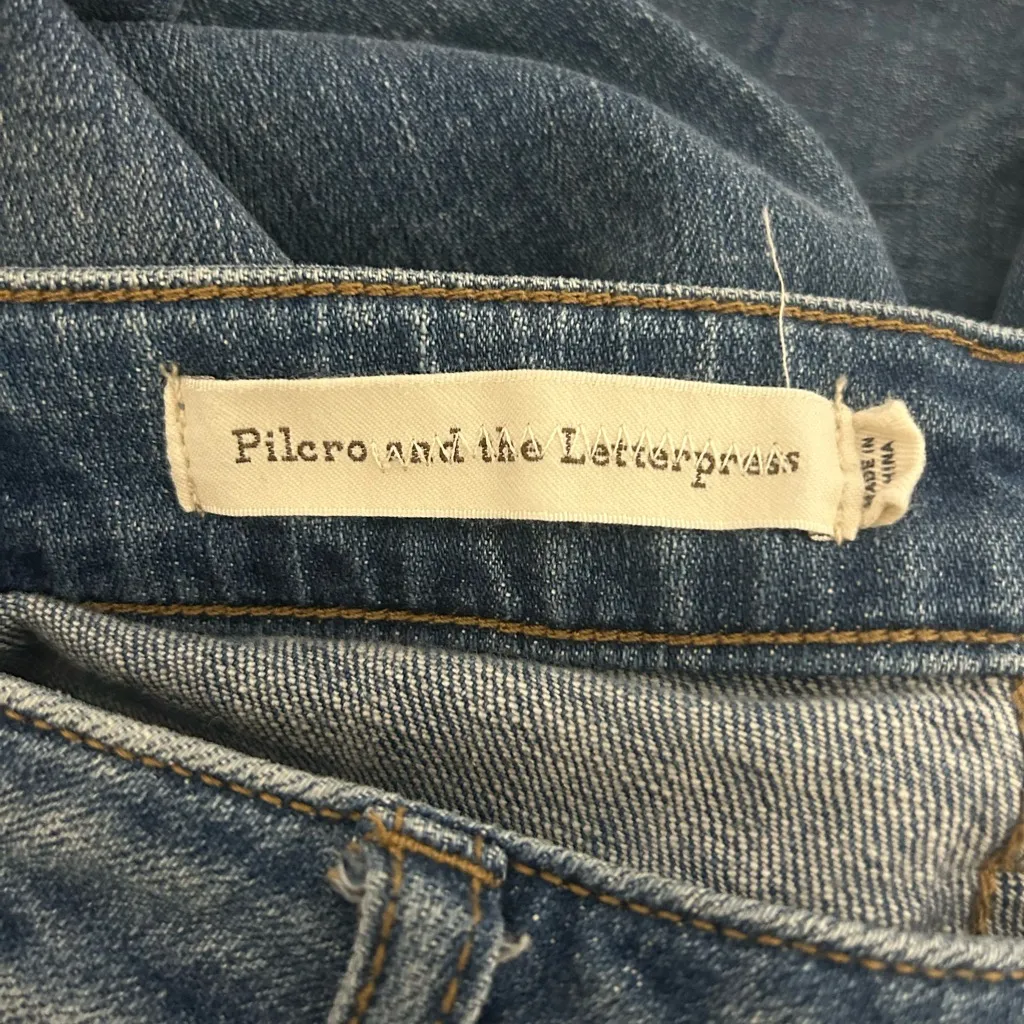 Pilcro and the Letterpress
MADE IN
CHINA